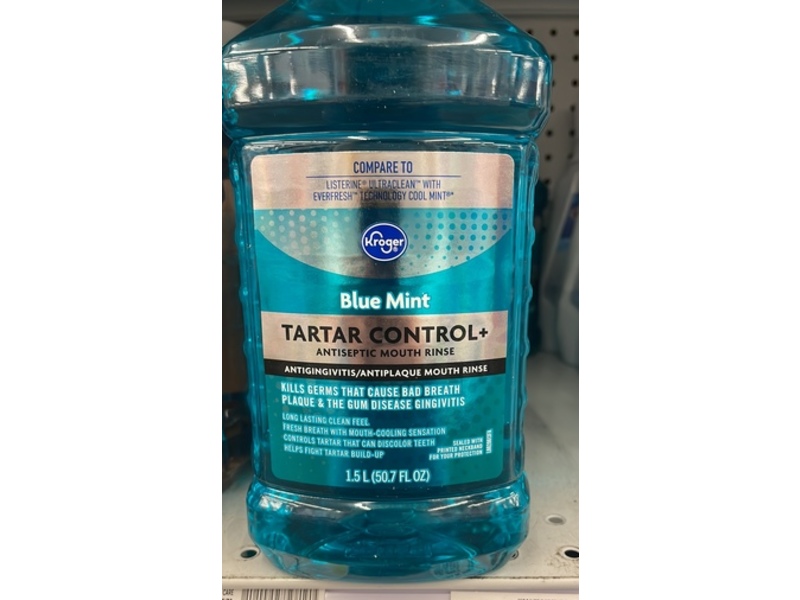 COMPARE TO
LISTERINE® ULTRACLEAN™ WITH
EVERFRESH™ TECHNOLOGY COOL MINT®*
Kroger®
Blue Mint
TARTAR CONTROL+
ANTISEPTIC MOUTH RINSE
ANTIGINGIVITIS/ANTIPLAQUE MOUTH RINSE
KILLS GERMS THAT CAUSE BAD BREATH
PLAQUE & THE GUM DISEASE GINGIVITIS
LONG LASTING CLEAN FEEL
FRESH BREATH WITH MOUTH-COOLING SENSATION
CONTROLS TARTAR THAT CAN DISCOLOR TEETH
HELPS FIGHT TARTAR BUILD-UP
SEALED WITH
PRINTED NECKBAND
FOR YOUR PROTECTION
1.5 L (50.7 FL OZ)
CARE